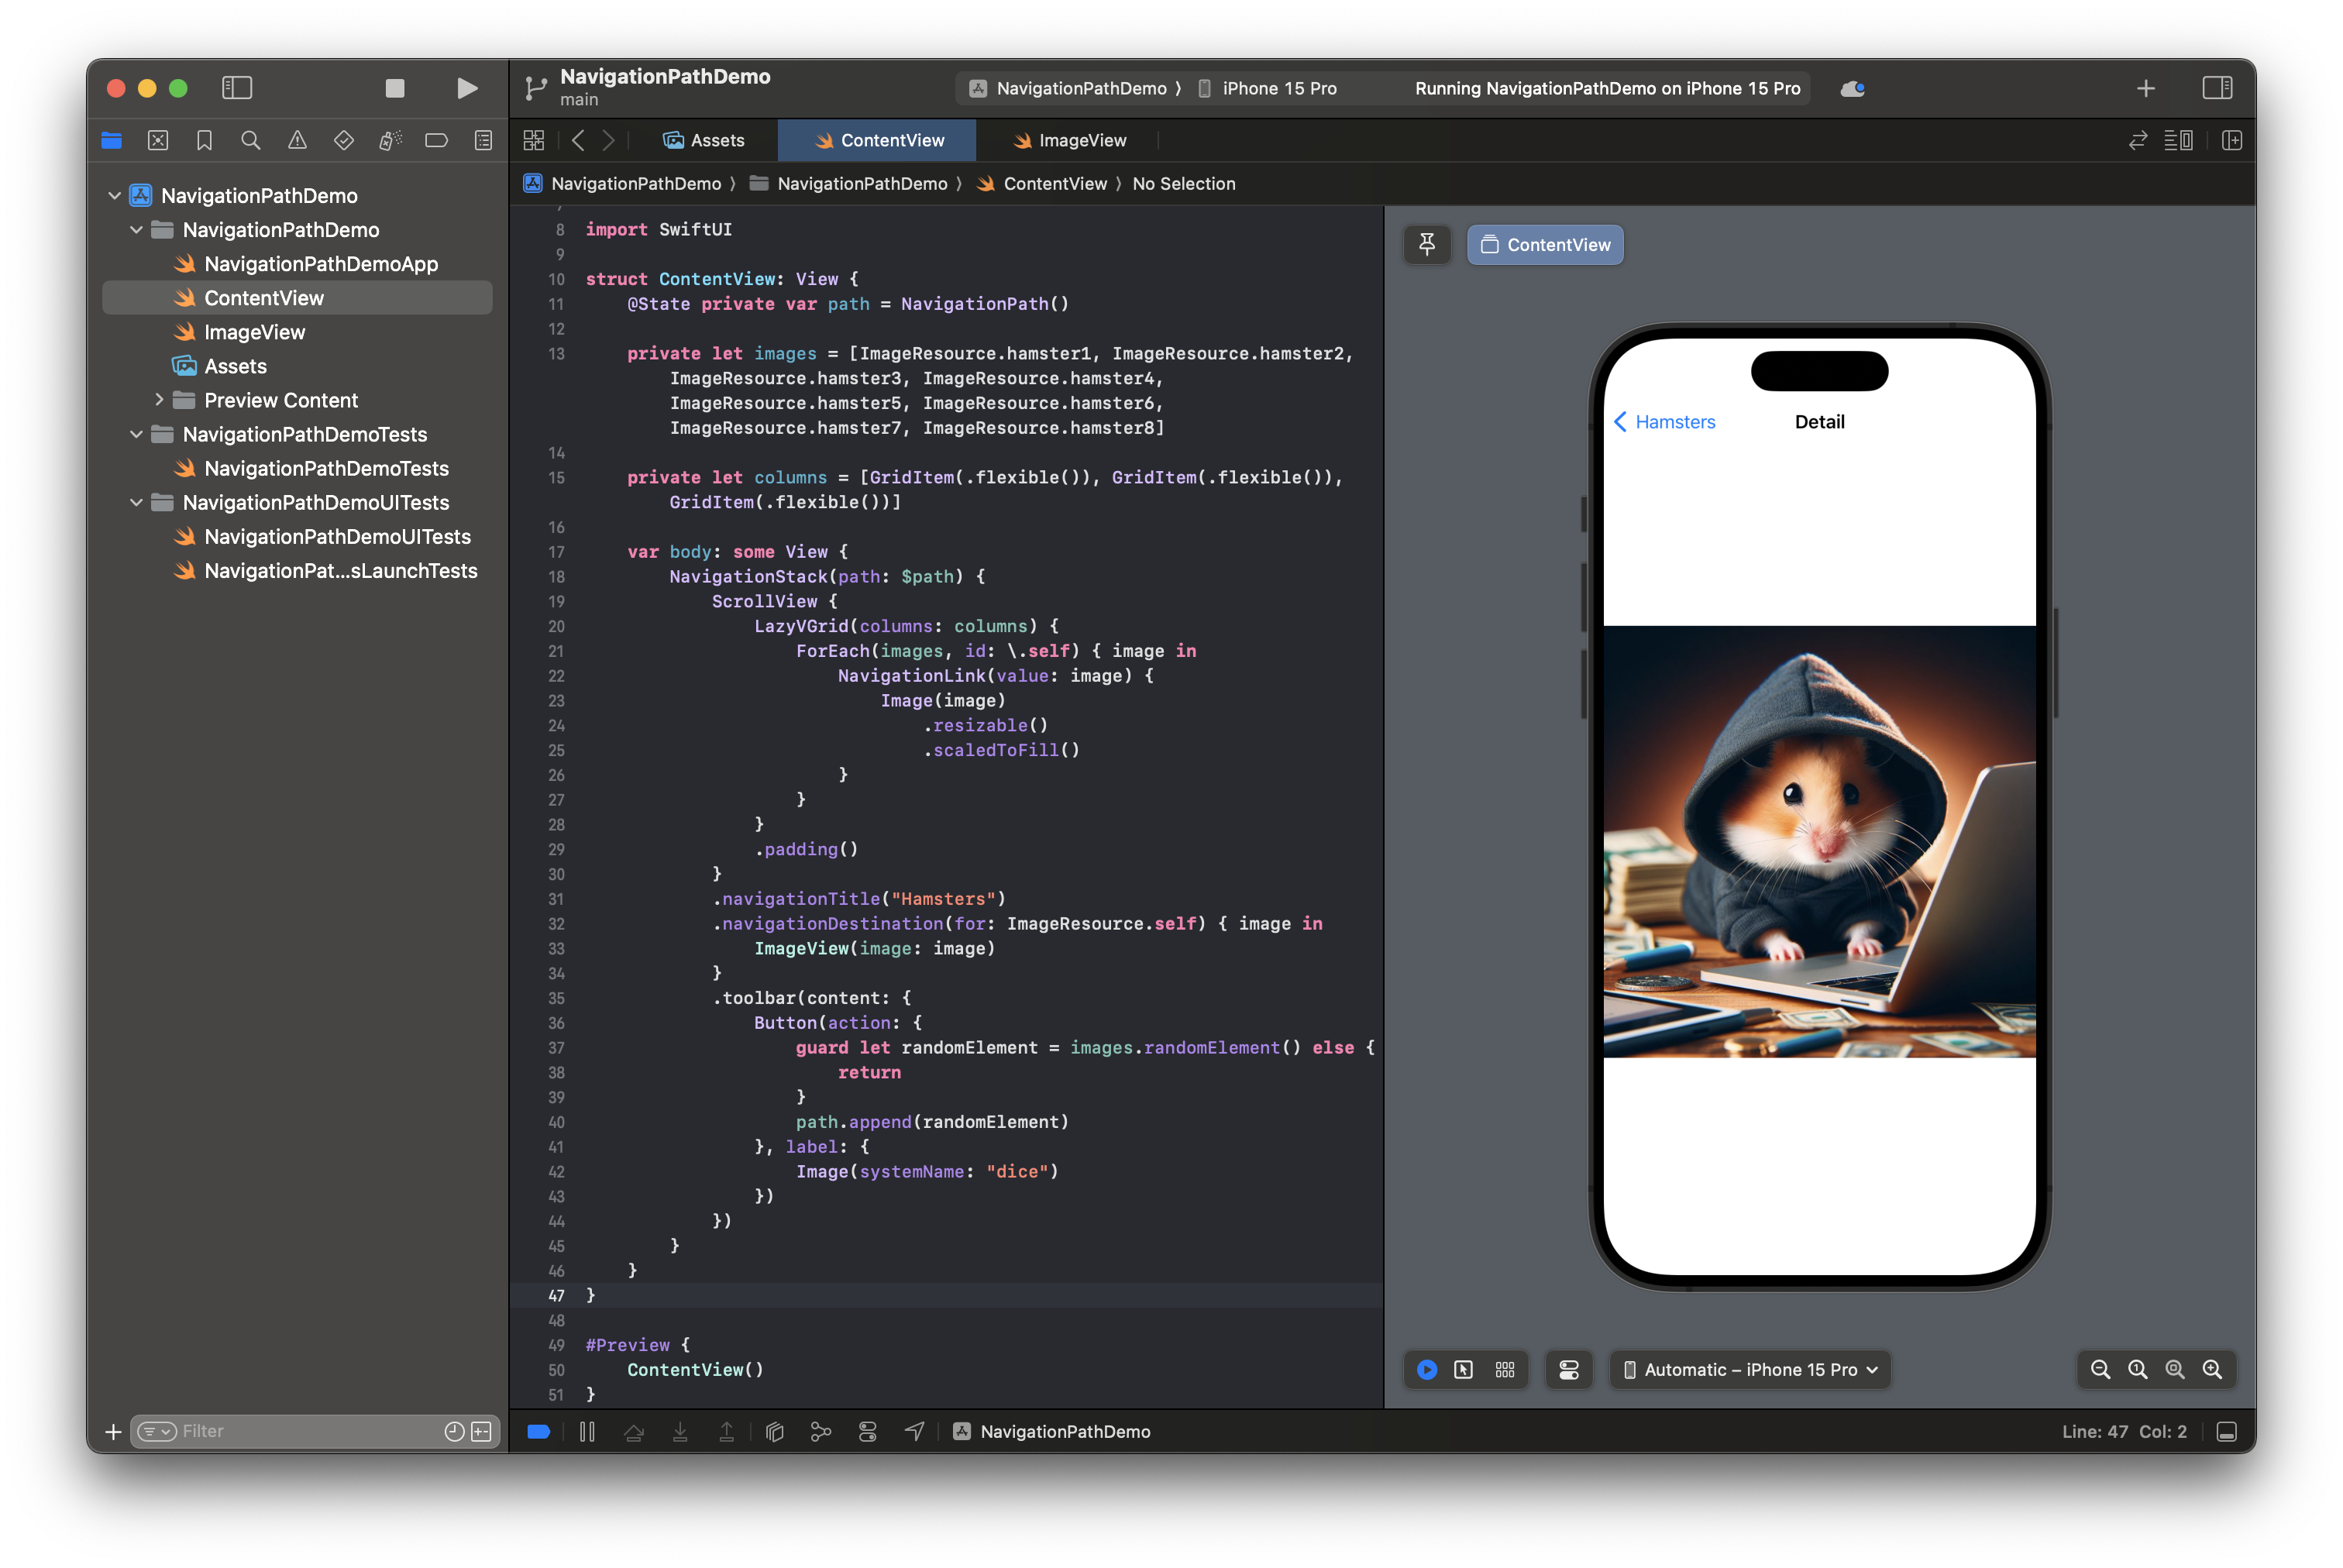 NavigationPathDemo
main
NavigationPathDemo 〉 iPhone 15 Pro
Running NavigationPathDemo on iPhone 15 Pro
Assets
ContentView
ImageView
NavigationPathDemo 〉 NavigationPathDemo 〉 ContentView 〉 No Selection
NavigationPathDemo
NavigationPathDemo
NavigationPathDemoApp
ContentView
ImageView
Assets
Preview Content
NavigationPathDemoTests
NavigationPathDemoTests
NavigationPathDemoUITests
NavigationPathDemoUITests
NavigationPat...sLaunchTests
Filter
8 import SwiftUI
9
10 struct ContentView: View {
11 @State private var path = NavigationPath()
12
13 private let images = [ImageResource.hamster1, ImageResource.hamster2,
ImageResource.hamster3, ImageResource.hamster4,
ImageResource.hamster5, ImageResource.hamster6,
ImageResource.hamster7, ImageResource.hamster8]
14
15 private let columns = [GridItem(.flexible()), GridItem(.flexible()),
GridItem(.flexible())]
16
17 var body: some View {
18 NavigationStack(path: $path) {
19 ScrollView {
20 LazyVGrid(columns: columns) {
21 ForEach(images, id: \.self) { image in
22 NavigationLink(value: image) {
23 Image(image)
24 .resizable()
25 .scaledToFill()
26 }
27 }
28 }
29 .padding()
30 }
31 .navigationTitle("Hamsters")
32 .navigationDestination(for: ImageResource.self) { image in
33 ImageView(image: image)
34 }
35 .toolbar(content: {
36 Button(action: {
37 guard let randomElement = images.randomElement() else {
38 return
39 }
40 path.append(randomElement)
41 }, label: {
42 Image(systemName: "dice")
43 })
44 })
45 }
46 }
47 }
48
49 #Preview {
50 ContentView()
51 }
ContentView
Hamsters
Detail
Automatic – iPhone 15 Pro
NavigationPathDemo
Line: 47 Col: 2